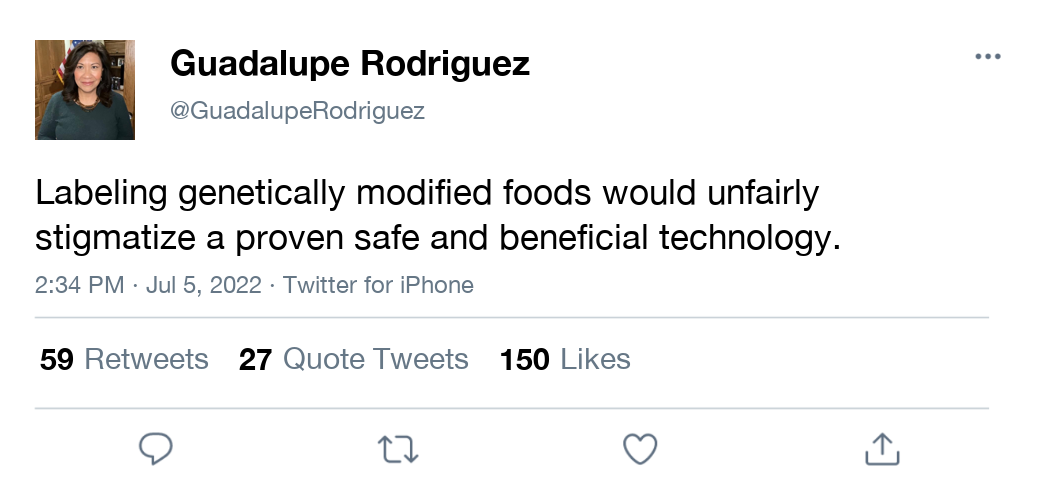 Guadalupe Rodriguez
@GuadalupeRodriguez
Labeling genetically modified foods would unfairly
stigmatize a proven safe and beneficial technology.
2:34 PM · Jul 5, 2022 · Twitter for iPhone
59 Retweets 27 Quote Tweets 150 Likes